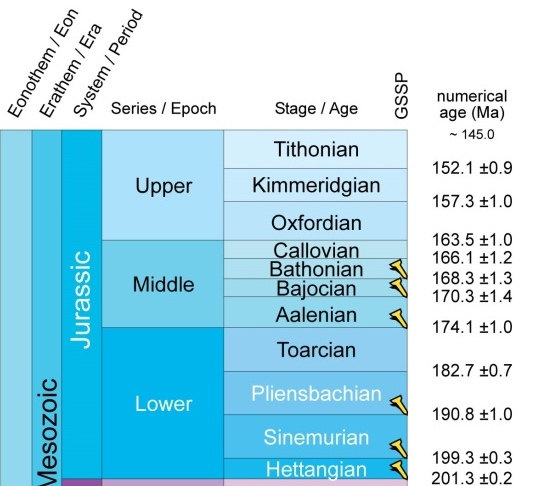 Eonothem / Eon
Erathem / Era
System / Period
Series / Epoch
Stage / Age
GSSP
numerical
age (Ma)
~ 145.0
Mesozoic
Jurassic
Upper
Tithonian
152.1 ±0.9
Kimmeridgian
157.3 ±1.0
Oxfordian
163.5 ±1.0
Middle
Callovian
166.1 ±1.2
Bathonian
168.3 ±1.3
Bajocian
170.3 ±1.4
Aalenian
174.1 ±1.0
Lower
Toarcian
182.7 ±0.7
Pliensbachian
190.8 ±1.0
Sinemurian
199.3 ±0.3
Hettangian
201.3 ±0.2